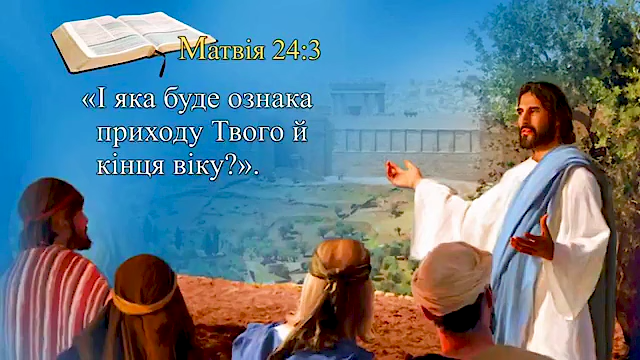 Матвія 24:3
«І яка буде ознака
приходу Твого й
кінця віку?».